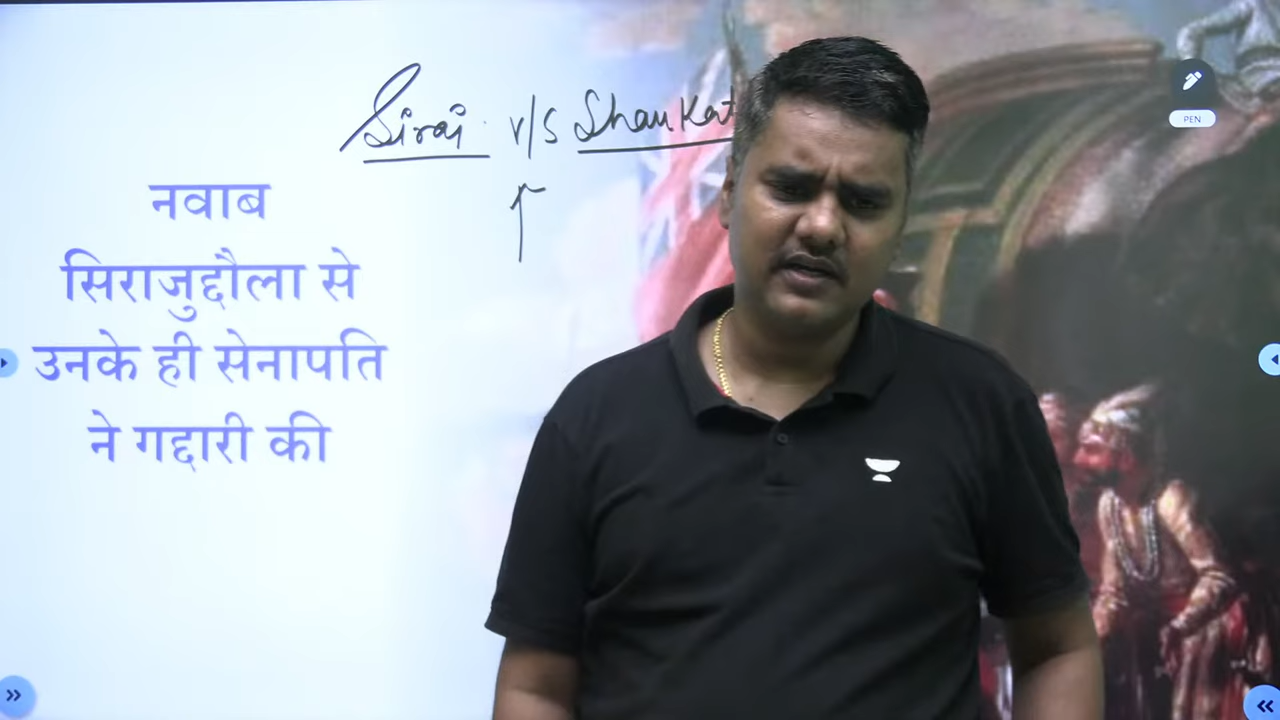 Siraj v/s Shaukat
PEN
नवाब
सिराजुद्दौला से
उनके ही सेनापति
ने गद्दारी की